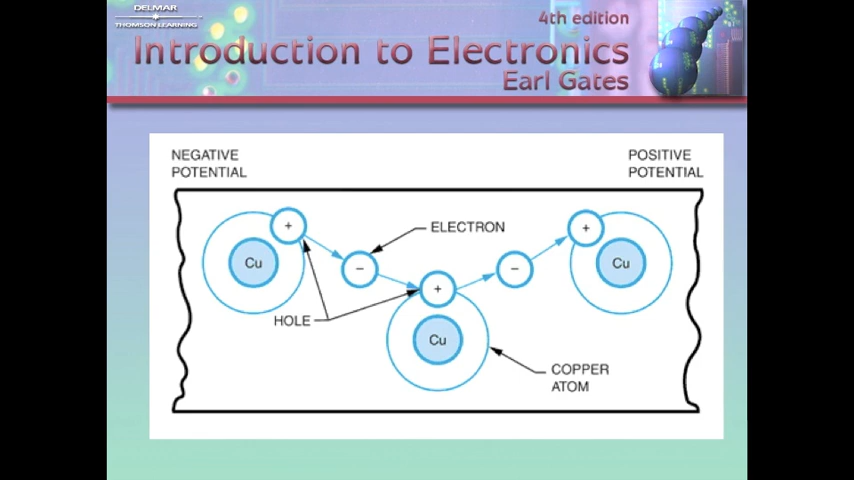 DELMAR
THOMSON LEARNING
4th edition
Introduction to Electronics
Earl Gates
NEGATIVE
POTENTIAL
POSITIVE
POTENTIAL
+
ELECTRON
+
Cu
−
−
Cu
+
HOLE
Cu
COPPER
ATOM